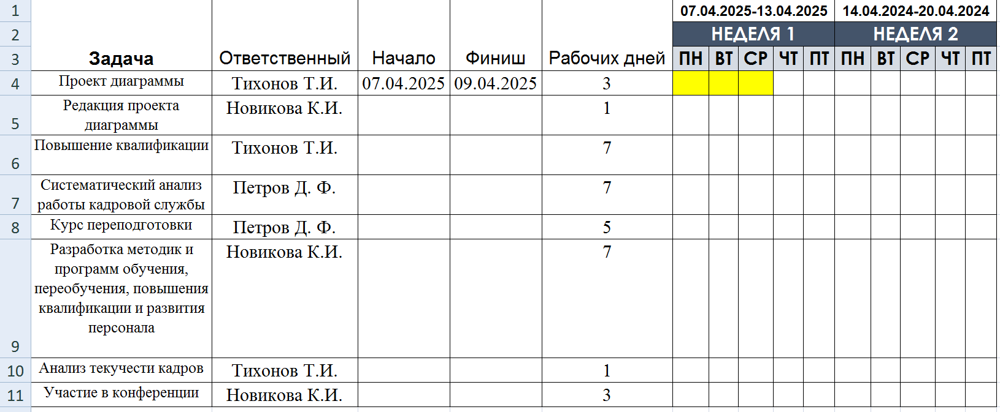 1 07.04.2025-13.04.2025 14.04.2024-20.04.2024
2 НЕДЕЛЯ 1 НЕДЕЛЯ 2
3 Задача Ответственный Начало Финиш Рабочих дней ПН ВТ СР ЧТ ПТ ПН ВТ СР ЧТ ПТ
4 Проект диаграммы Тихонов Т.И. 07.04.2025 09.04.2025 3
Редакция проекта Новикова К.И. 1
5 диаграммы
Повышение квалификации Тихонов Т.И. 7
6
Систематический анализ Петров Д. Ф. 7
7 работы кадровой службы
8 Курс переподготовки Петров Д. Ф. 5
Разработка методик и Новикова К.И. 7
программ обучения,
переобучения, повышения
квалификации и развития
персонала
9
10 Анализ текучести кадров Тихонов Т.И. 1
11 Участие в конференции Новикова К.И. 3